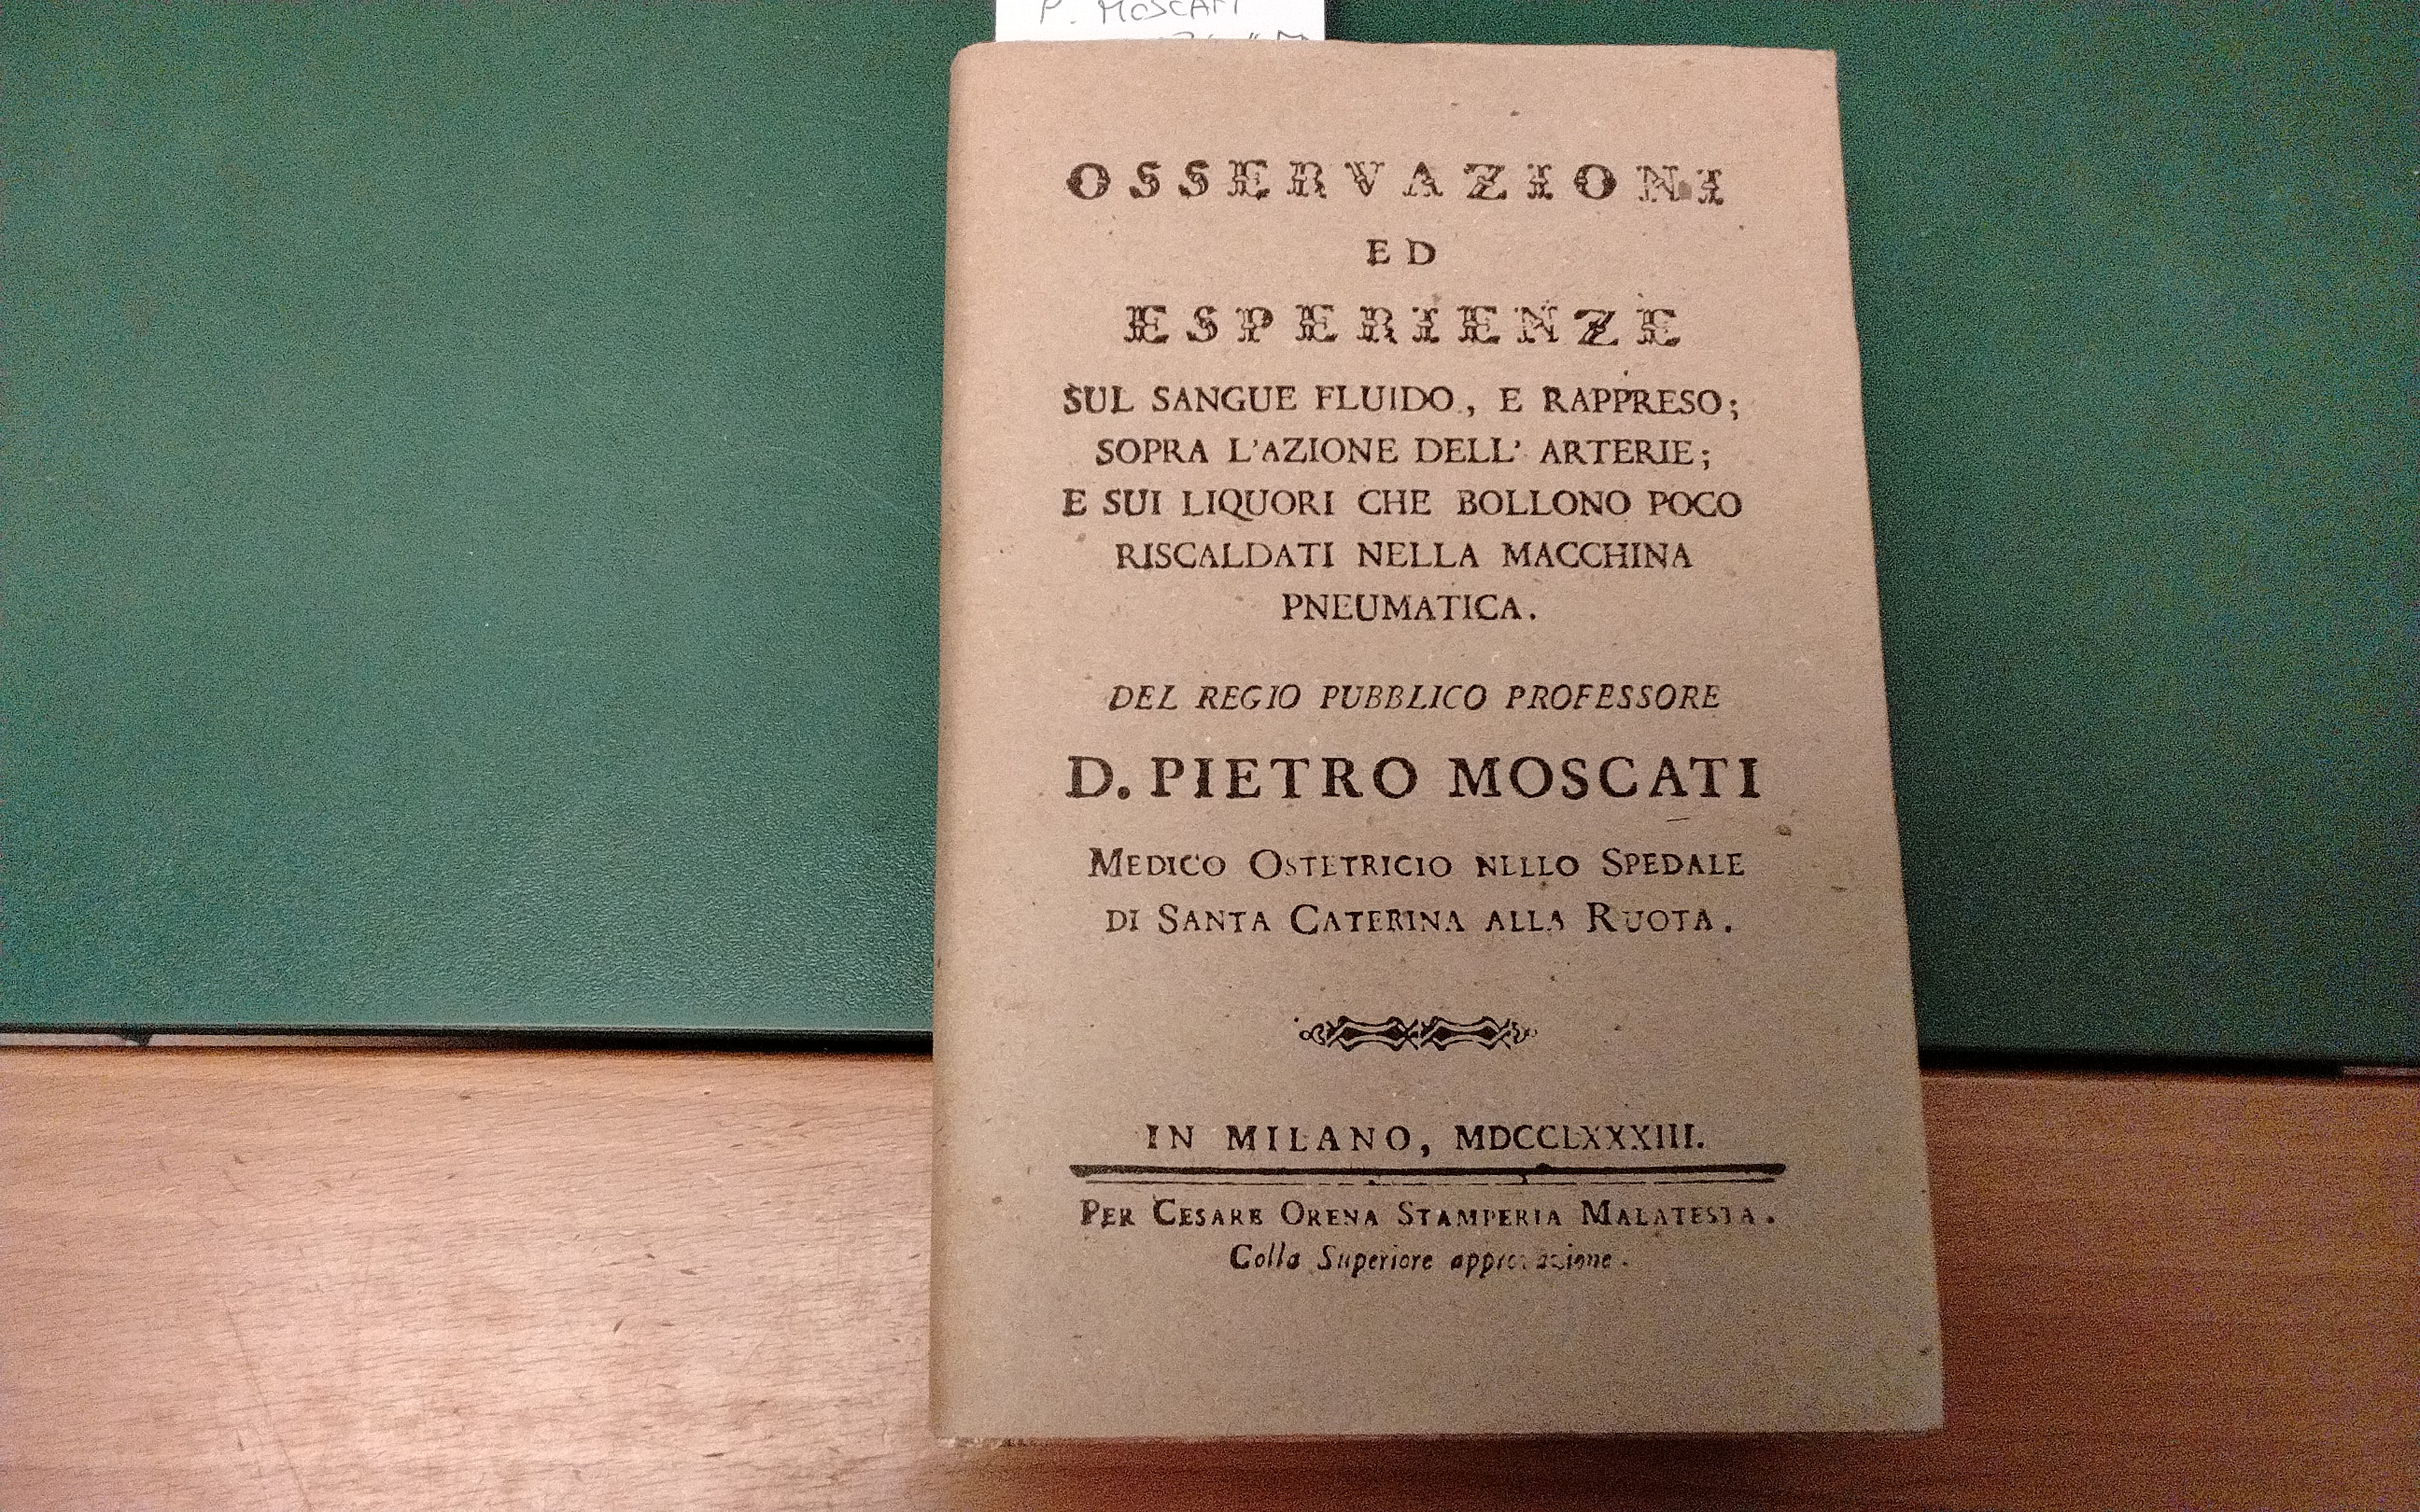 P. MOSCATI
OSSERVAZIONI
ED
ESPERIENZE
SUL SANGUE FLUIDO, E RAPPRESO;
SOPRA L'AZIONE DELL' ARTERIE;
E SUI LIQUORI CHE BOLLONO POCO
RISCALDATI NELLA MACCHINA
PNEUMATICA.
DEL REGIO PUBBLICO PROFESSORE
D. PIETRO MOSCATI
MEDICO OSTETRICIO NELLO SPEDALE
DI SANTA CATERINA ALLA RUOTA.
IN MILANO, MDCCLXXXIII.
PER CESARE ORENA STAMPERIA MALATESTA.
Colla Superiore approvazione.